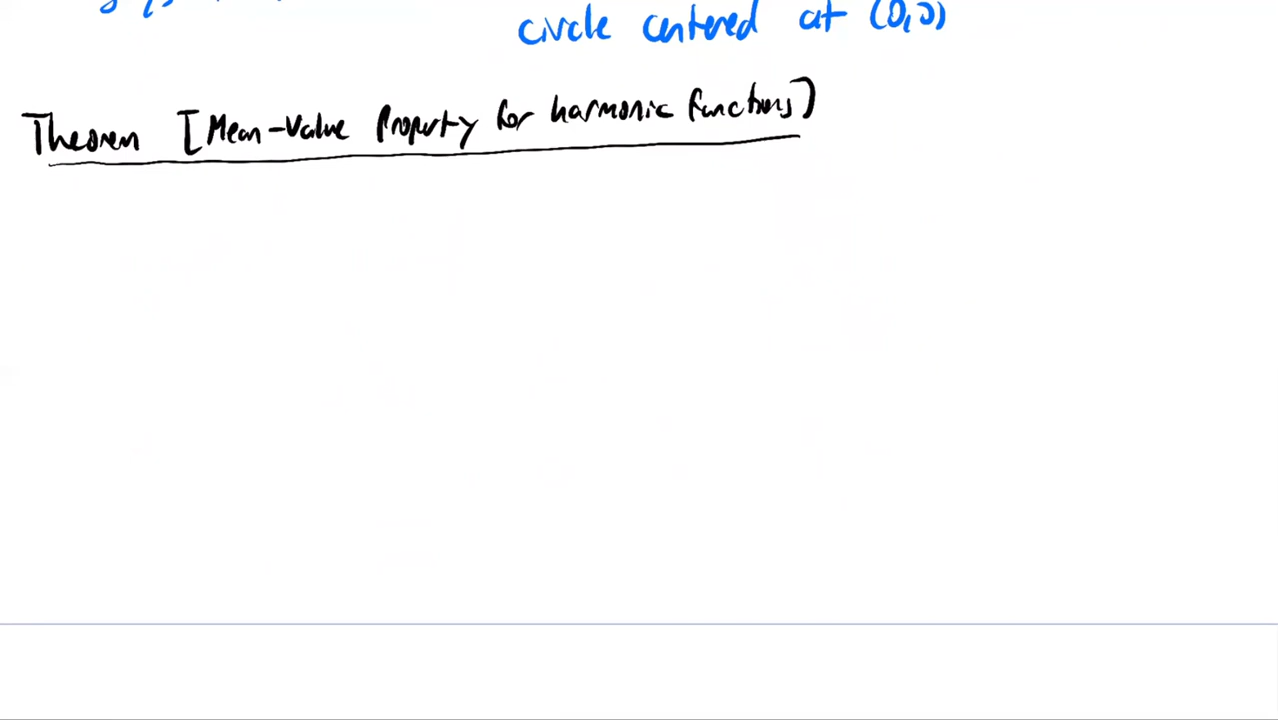 circle centered at (0,0)
Theorem [Mean-Value Property for harmonic functions]